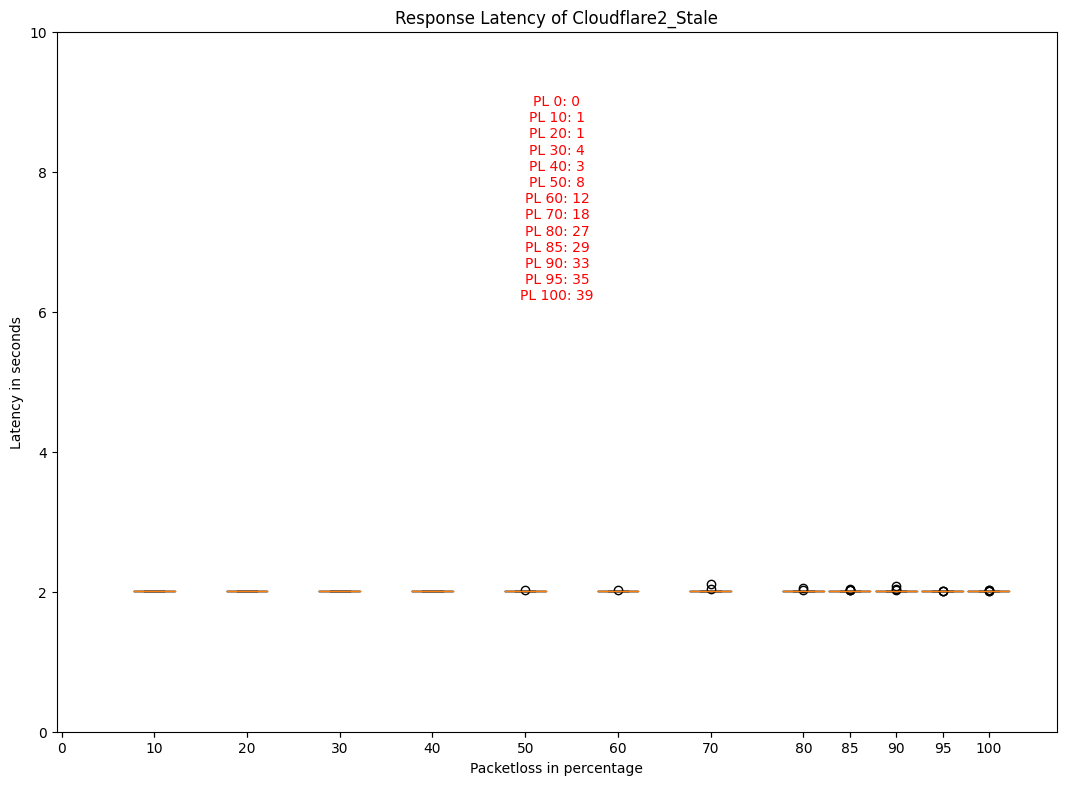 Response Latency of Cloudflare2_Stale
10
PL 0: 0
PL 10: 1
PL 20: 1
PL 30: 4
PL 40: 3
PL 50: 8
PL 60: 12
PL 70: 18
PL 80: 27
PL 85: 29
PL 90: 33
PL 95: 35
PL 100: 39
8
6
4
2
0
Latency in seconds
0 10 20 30 40 50 60 70 80 85 90 95 100
Packetloss in percentage